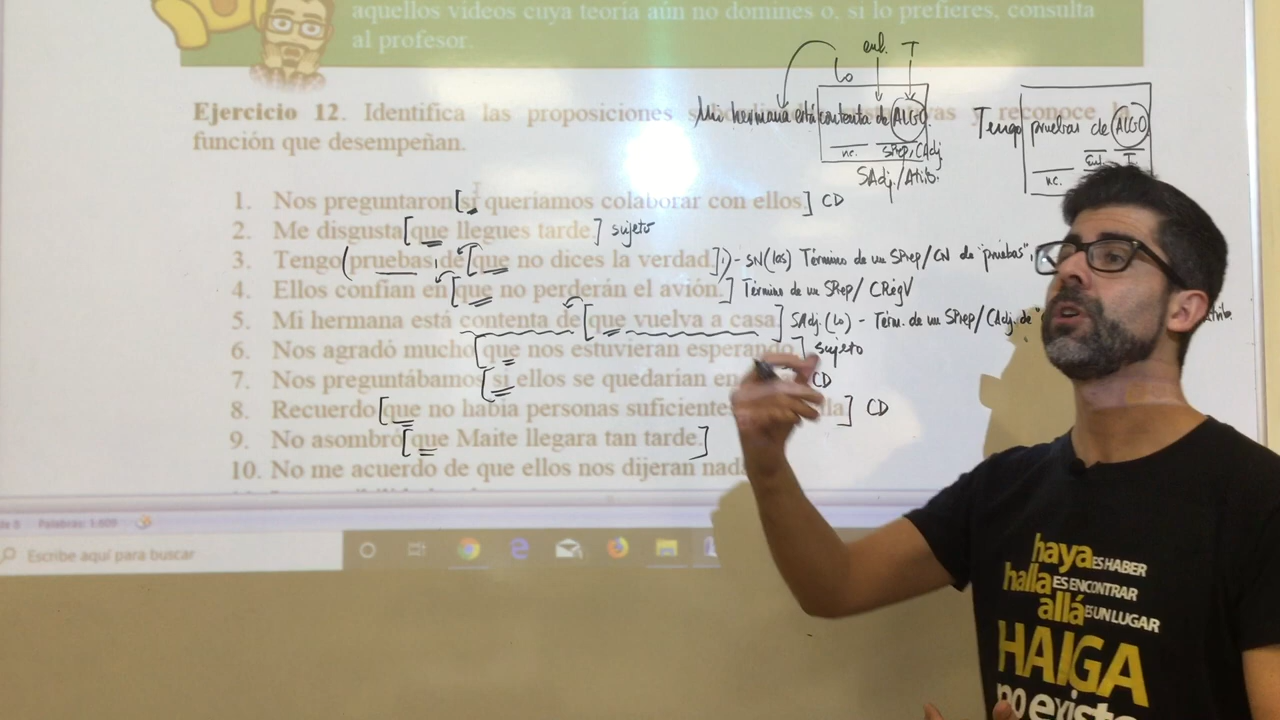 aquellos vídeos cuya teoría aún no domines o, si lo prefieres, consulta
al profesor.
enl. T
lo
Mi hermana está contenta de ALGO.
nc. SPrep/CAdj
SAdj./Atrib.
Tengo pruebas de ALGO
Enl. T
nc.
Ejercicio 12. Identifica las proposiciones y reconoce
función que desempeñan.
1. Nos preguntaron [si queríamos colaborar con ellos.] CD
2. Me disgusta [que llegues tarde.] sujeto
3. Tengo (pruebas de [que no dices la verdad.]) - SN (las) Término de un SPrep/CN de "pruebas"
4. Ellos confían en [que no perderán el avión.] Término de un SPrep/ CRégV
5. Mi hermana está contenta de [que vuelva a casa.] SAdj. (lo) - Térm. de un SPrep/CAdj. de "
6. Nos agradó mucho [que nos estuvieran esperando.] sujeto
7. Nos preguntábamos [si ellos se quedarían en CD
8. Recuerdo [que no había personas suficientes lla] CD
9. No asombró [que Maite llegara tan tarde.]
10. No me acuerdo de que ellos nos dijeran nada
Palabras: 1.609
Escribe aquí para buscar
haya ES HABER
halla ES ENCONTRAR
allá ES UN LUGAR
HAIGA
no existe